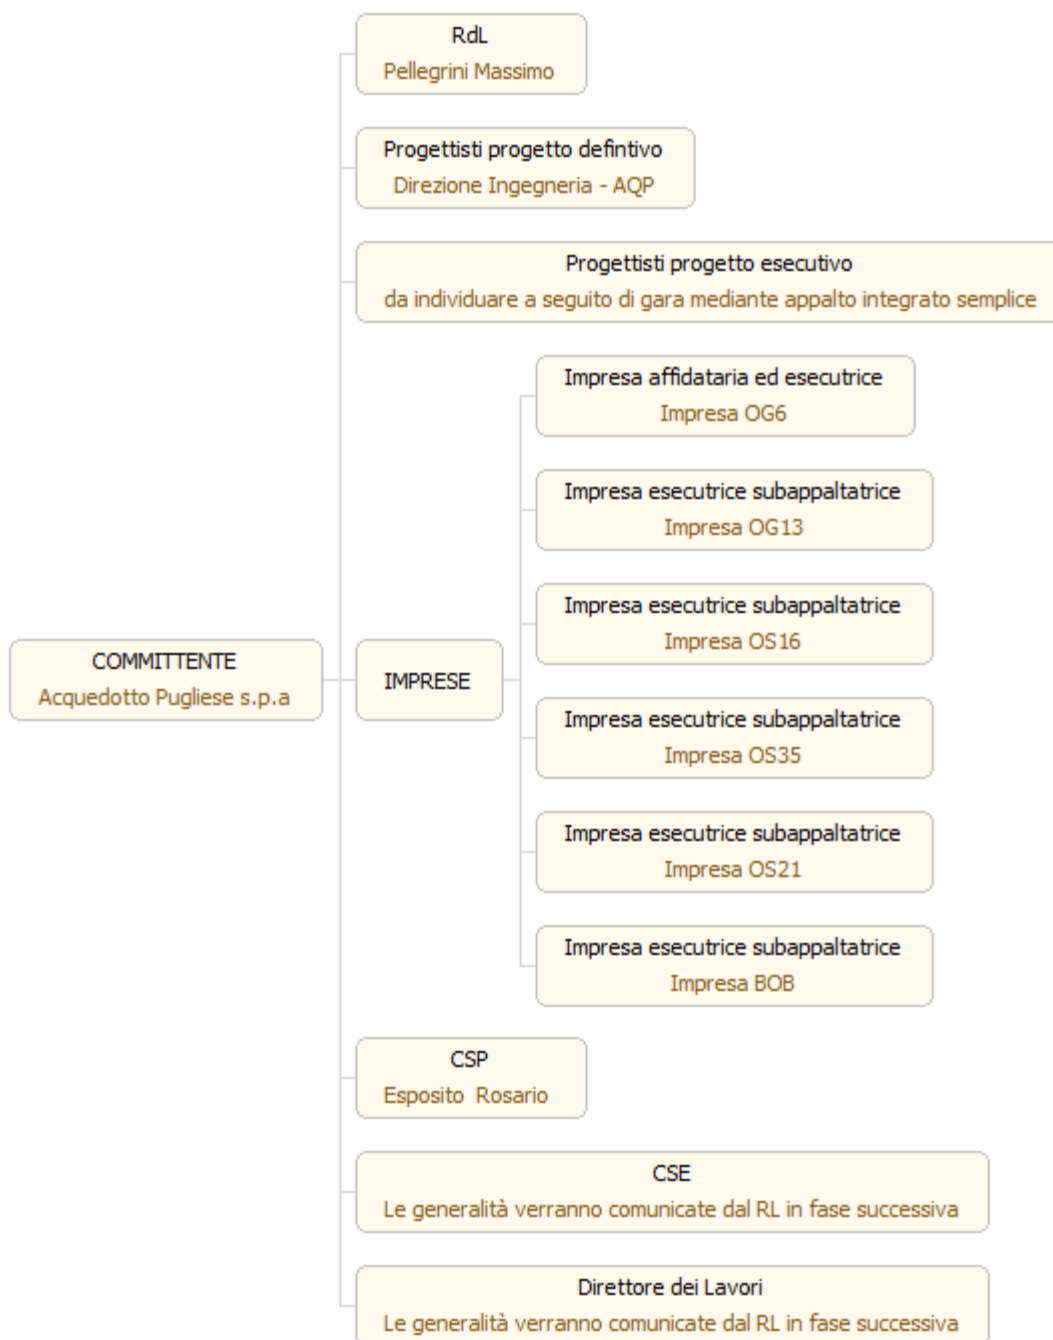 RdL
Pellegrini Massimo
Progettisti progetto defintivo
Direzione Ingegneria - AQP
Progettisti progetto esecutivo
da individuare a seguito di gara mediante appalto integrato semplice
Impresa affidataria ed esecutrice
Impresa OG6
Impresa esecutrice subappaltatrice
Impresa OG13
Impresa esecutrice subappaltatrice
Impresa OS16
COMMITTENTE
Acquedotto Pugliese s.p.a
IMPRESE
Impresa esecutrice subappaltatrice
Impresa OS35
Impresa esecutrice subappaltatrice
Impresa OS21
Impresa esecutrice subappaltatrice
Impresa BOB
CSP
Esposito  Rosario
CSE
Le generalità verranno comunicate dal RL in fase successiva
Direttore dei Lavori
Le generalità verranno comunicate dal RL in fase successiva